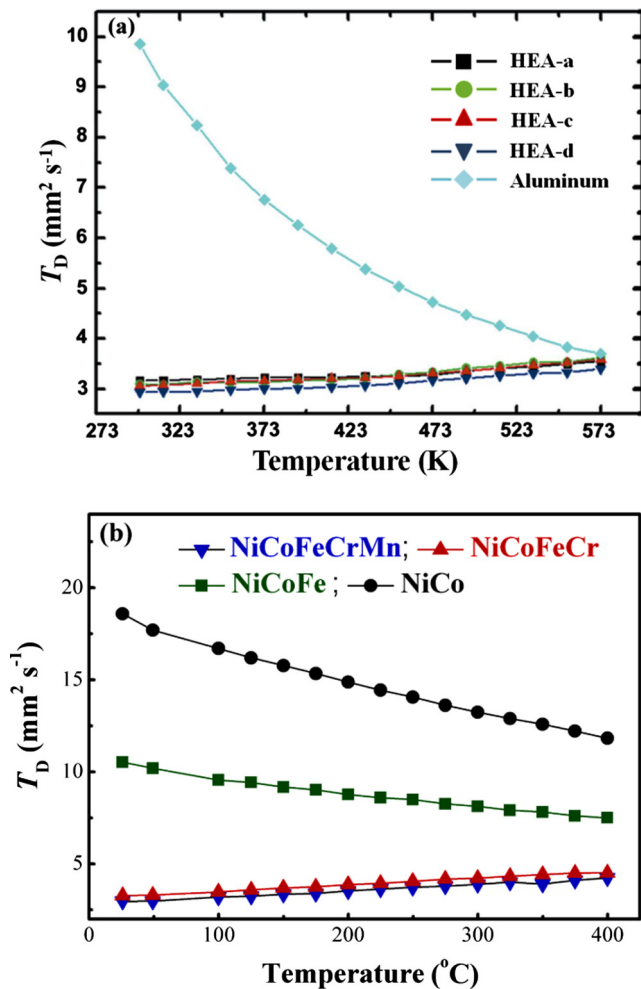 (a)
HEA-a
HEA-b
HEA-c
HEA-d
Aluminum
10
9
8
7
6
5
4
3
T_D (mm² s⁻¹)
273 323 373 423 473 523 573
Temperature (K)
(b)
NiCoFeCrMn; NiCoFeCr
NiCoFe ; NiCo
20
15
10
5
T_D (mm² s⁻¹)
0 100 200 300 400
Temperature (°C)